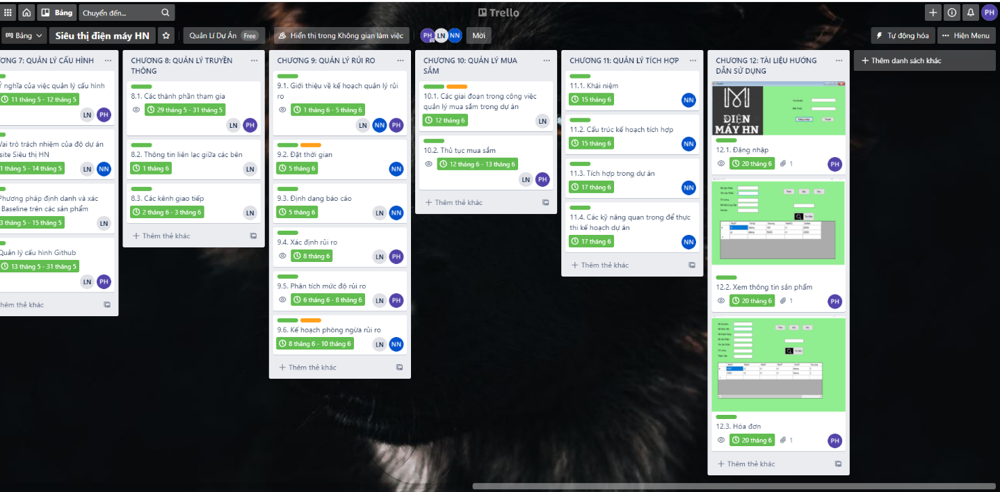 Bảng
Chuyển đến...
Trello
PH
Bảng
Siêu thị điện máy HN
Quản Lí Dự Án Free
Hiển thị trong Không gian làm việc
PH LN NN
Mời
Tự động hóa
Hiện Menu
ƠNG 7: QUẢN LÝ CẤU HÌNH
Ý nghĩa của việc quản lý cấu hình
11 tháng 5 - 12 tháng 5
LN PH
Vai trò trách nhiệm của độ dự án
site Siêu thị HN
1 tháng 5 - 14 tháng 5
LN NN
Phương pháp định danh và xác
Baseline trên các sản phẩm
3 tháng 5 - 15 tháng 5
LN
Quản lý cấu hình Github
13 tháng 5 - 31 tháng 5
LN PH
hêm thẻ khác
CHƯƠNG 8: QUẢN LÝ TRUYỀN
THÔNG
8.1. Các thành phần tham gia
29 tháng 5 - 31 tháng 5
LN PH
8.2. Thông tin liên lạc giữa các bên
1 tháng 6
LN
8.3. Các kênh giao tiếp
2 tháng 6 - 3 tháng 6
LN
Thêm thẻ khác
CHƯƠNG 9: QUẢN LÝ RỦI RO
9.1. Giới thiệu về kế hoạch quản lý rủi
ro
1 tháng 6 - 5 tháng 6
LN NN PH
9.2. Đặt thời gian
5 tháng 6
NN
9.3. Định dạng báo cáo
5 tháng 6
LN NN
9.4. Xác định rủi ro
8 tháng 6
LN PH
9.5. Phân tích mức độ rủi ro
6 tháng 6 - 8 tháng 6
LN PH
9.6. Kế hoạch phòng ngừa rủi ro
8 tháng 6 - 10 tháng 6
LN NN
Thêm thẻ khác
CHƯƠNG 10: QUẢN LÝ MUA
SẮM
10.1. Các giai đoạn trong công việc
quản lý mua sắm trong dự án
12 tháng 6
LN
10.2. Thủ tục mua sắm
12 tháng 6 - 13 tháng 6
LN PH
Thêm thẻ khác
CHƯƠNG 11: QUẢN LÝ TÍCH HỢP
11.1. Khái niệm
15 tháng 6
NN
11.2. Cấu trúc kế hoạch tích hợp
15 tháng 6
NN
11.3. Tích hợp trong dự án
17 tháng 6
NN
11.4. Các kỹ năng quan trọng để thực
thi kế hoạch dự án
17 tháng 6
NN
Thêm thẻ khác
CHƯƠNG 12: TÀI LIỆU HƯỚNG
DẪN SỬ DỤNG
ĐIỆN
MÁY HN
12.1. Đăng nhập
20 tháng 6
1
PH
12.2. Xem thông tin sản phẩm
20 tháng 6
1
PH
12.3. Hóa đơn
20 tháng 6
1
PH
Thêm thẻ khác
Thêm danh sách khác